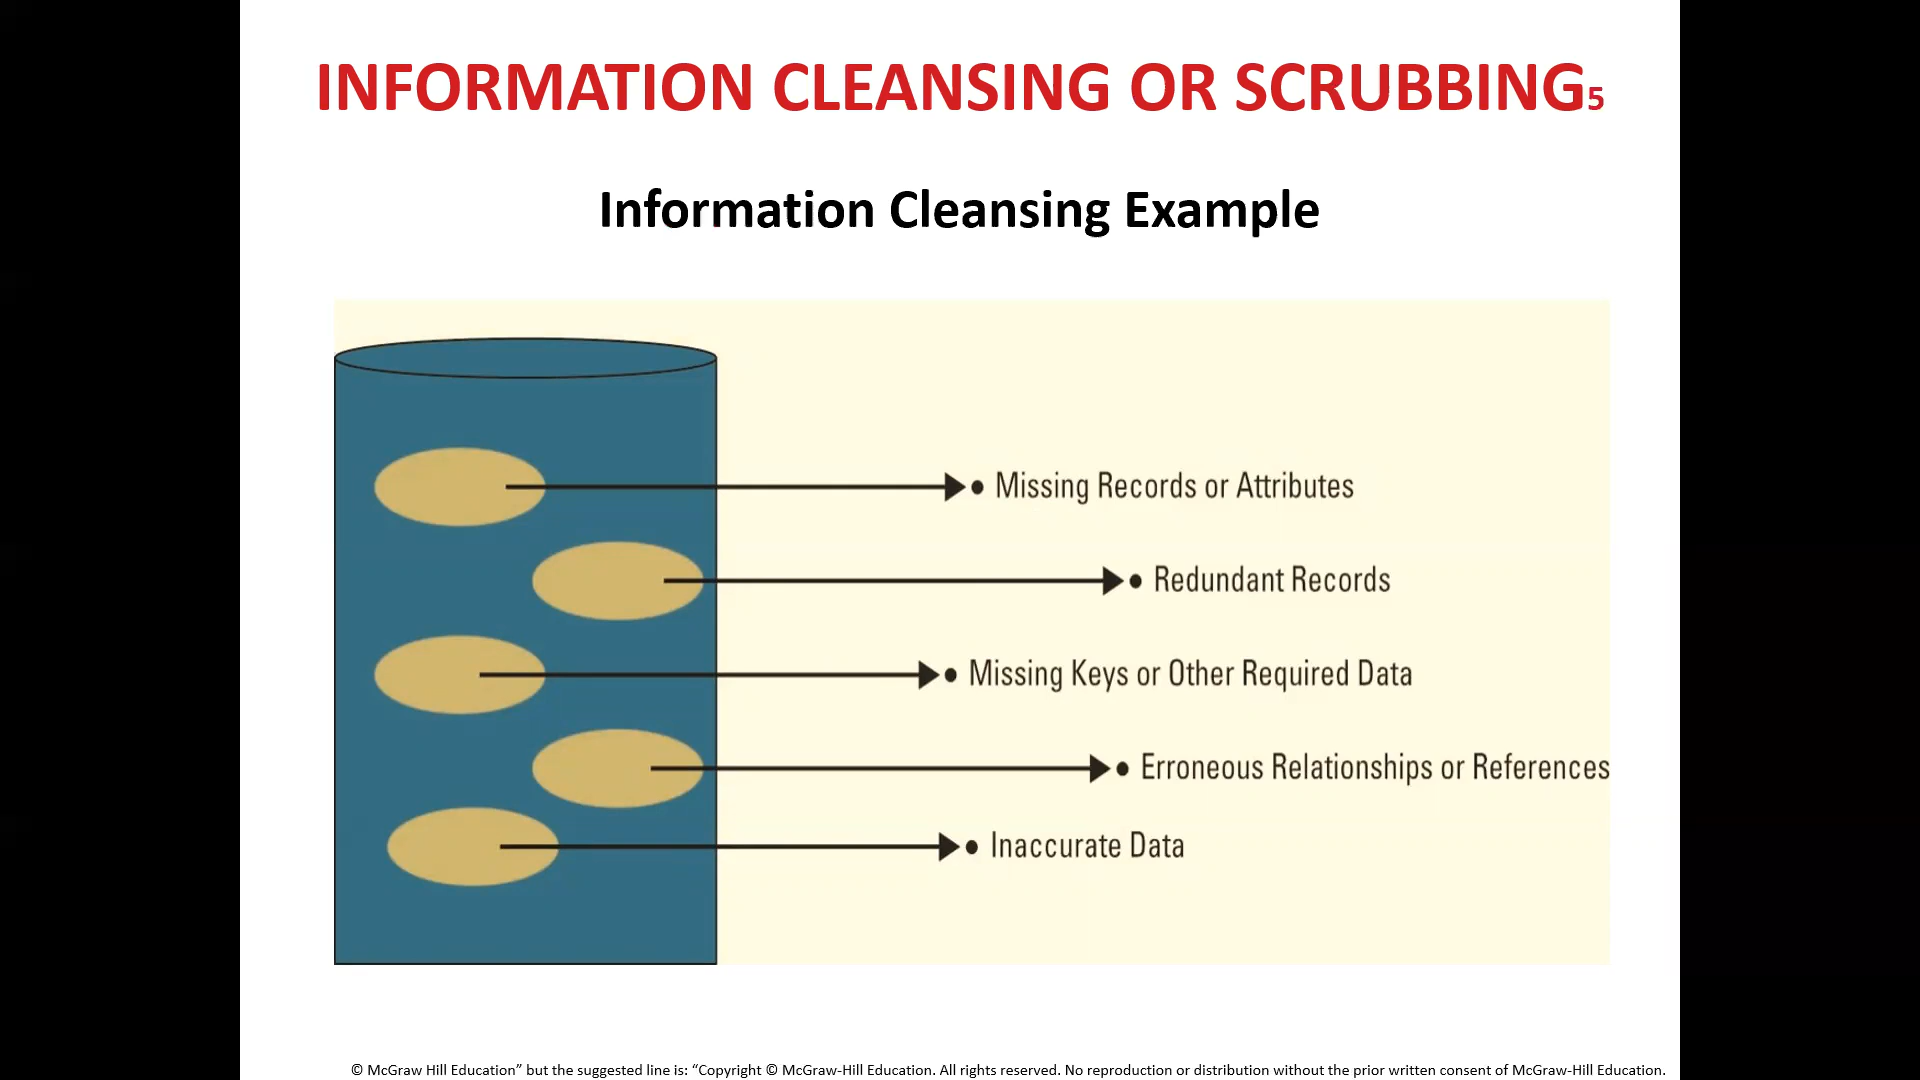 INFORMATION CLEANSING OR SCRUBBING5
Information Cleansing Example
• Missing Records or Attributes
• Redundant Records
• Missing Keys or Other Required Data
• Erroneous Relationships or References
• Inaccurate Data
© McGraw Hill Education” but the suggested line is: “Copyright © McGraw-Hill Education. All rights reserved. No reproduction or distribution without the prior written consent of McGraw-Hill Education.